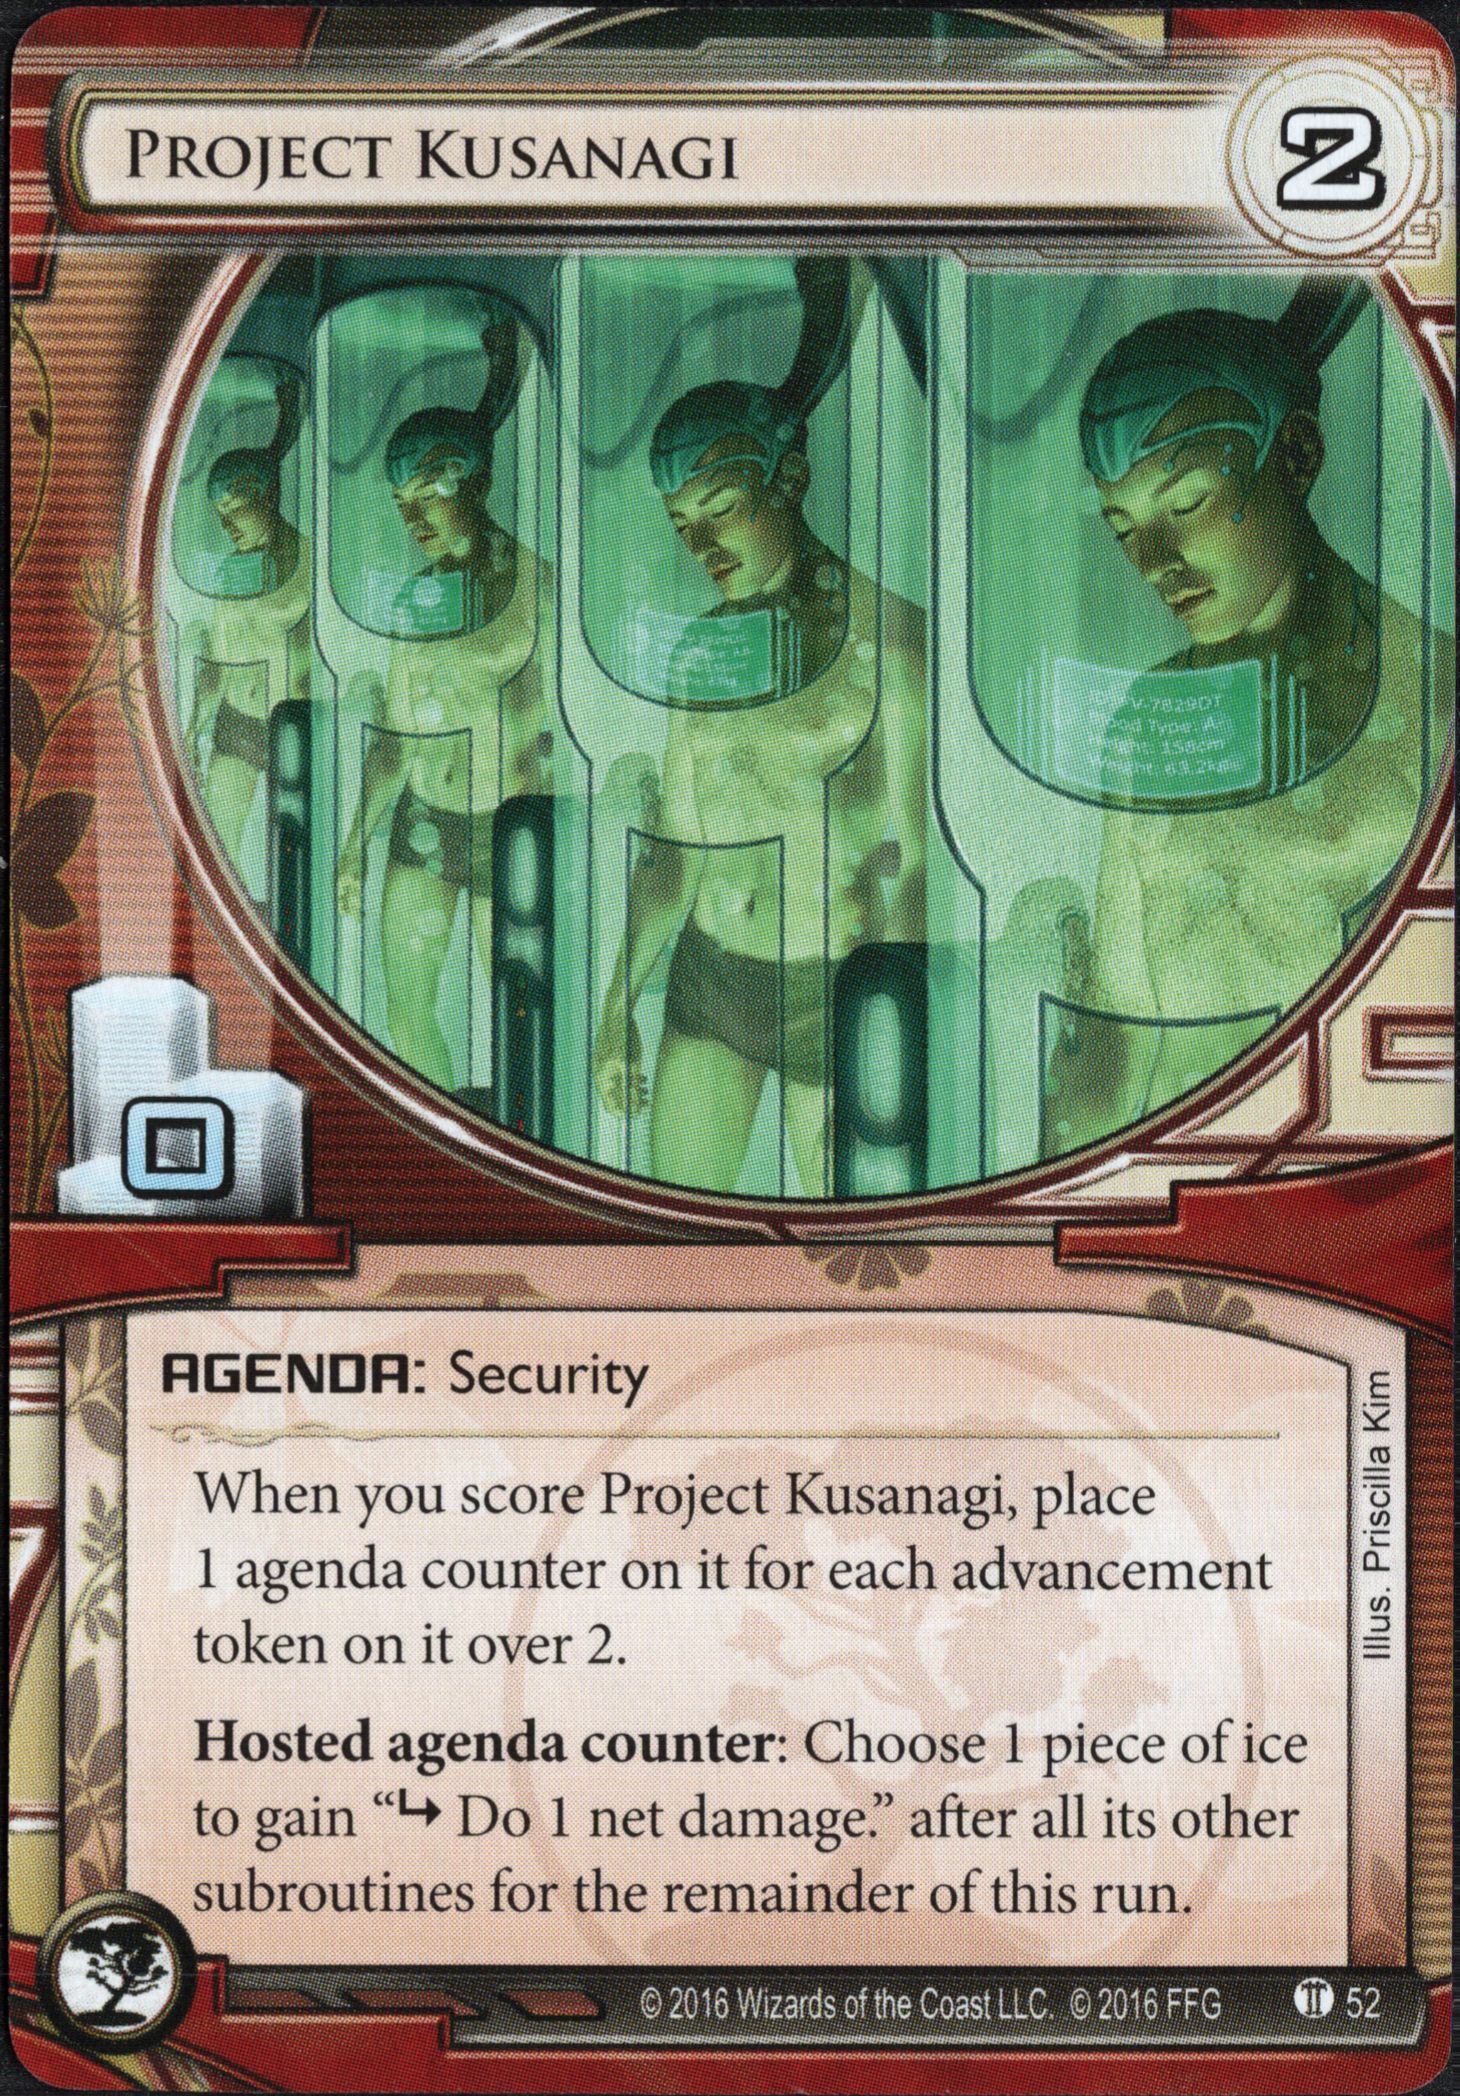 PROJECT KUSANAGI
2
V-7829DT
Type: A
158cm
0
AGENDA: Security
When you score Project Kusanagi, place
1 agenda counter on it for each advancement
token on it over 2.
Hosted agenda counter: Choose 1 piece of ice
to gain “↳ Do 1 net damage.” after all its other
subroutines for the remainder of this run.
Illus. Priscilla Kim
© 2016 Wizards of the Coast LLC. © 2016 FFG
52